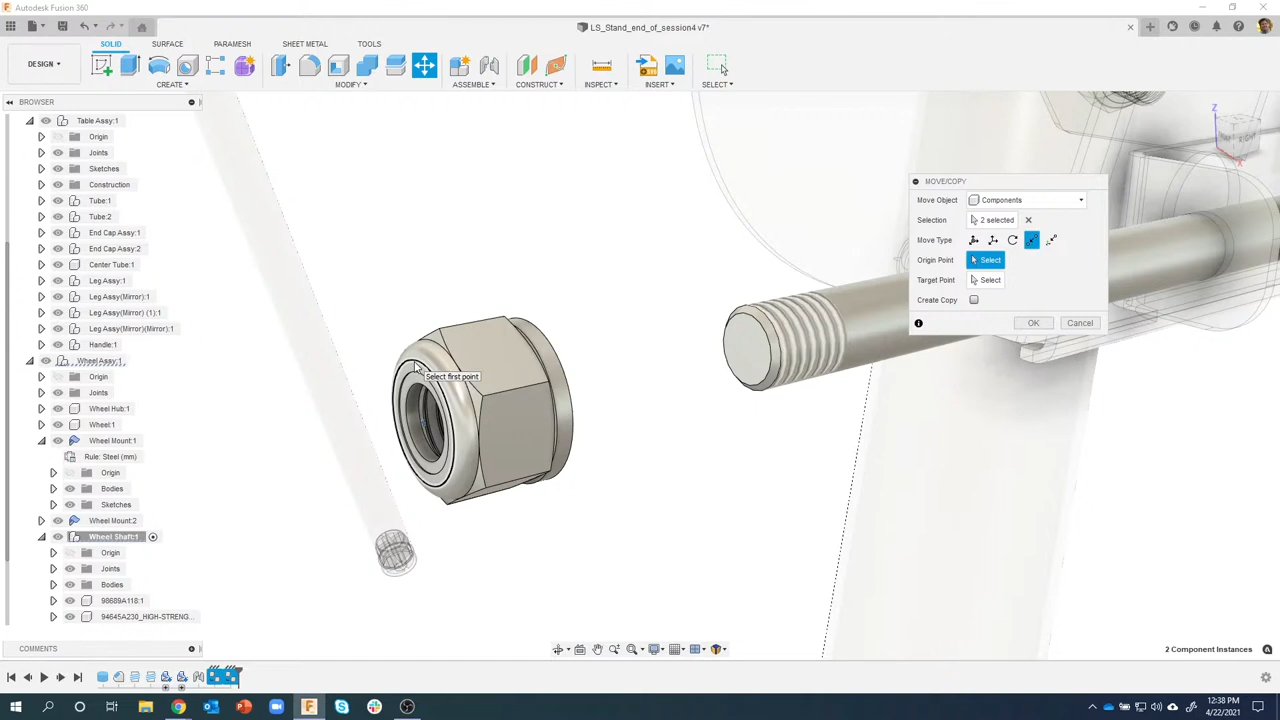 Autodesk Fusion 360
LS_Stand_end_of_session4 v7*
SOLID SURFACE PARAMESH SHEET METAL TOOLS
DESIGN
CREATE MODIFY ASSEMBLE CONSTRUCT INSPECT INSERT SELECT
BROWSER
Table Assy:1
Origin
Joints
Sketches
Construction
Tube:1
Tube:2
End Cap Assy:1
End Cap Assy:2
Center Tube:1
Leg Assy:1
Leg Assy(Mirror):1
Leg Assy(Mirror) (1):1
Leg Assy(Mirror)(Mirror):1
Handle:1
Wheel Assy:1
Origin
Joints
Wheel Hub:1
Wheel:1
Wheel Mount:1
Rule: Steel (mm)
Origin
Bodies
Sketches
Wheel Mount:2
Wheel Shaft:1
Origin
Joints
Bodies
98689A118:1
94645A230_HIGH-STRENG...
Select first point
Z
RIGHT
X
MOVE/COPY
Move Object Components
Selection 2 selected
Move Type
Origin Point Select
Target Point Select
Create Copy
OK Cancel
COMMENTS
2 Component Instances
12:38 PM
4/22/2021